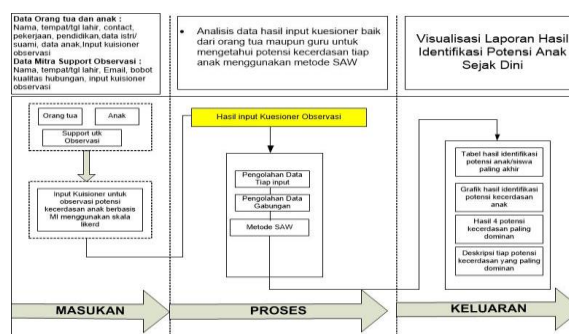 Data Orang tua dan anak :
Nama, tempat/tgl lahir, contact,
pekerjaan, pendidikan,data istri/
suami, data anak,Input kuisioner
observasi
Data Mitra Support Observasi :
Nama, tempat/tgl lahir, Email, bobot
kualitas hubungan, input kuisioner
observasi
• Analisis data hasil input kuesioner baik
dari orang tua maupun guru untuk
mengetahui potensi kecerdasan tiap
anak menggunakan metode SAW
Visualisasi Laporan Hasil
Identifikasi Potensi Anak
Sejak Dini
Orang tua
Anak
Support utk
Observasi
Input Kuisioner untuk
observasi potensi
kecerdasan anak berbasis
MI menggunakan skala
likerd
Hasil input Kuesioner Observasi
Pengolahan Data
Tiap input
Pengolahan Data
Gabungan
Metode SAW
Tabel hasil identifikasi
potensi anak/siswa
paling akhir
Grafik hasil identifikasi
potensi kecerdasan
anak
Hasil 4 potensi
kecerdasan paling
dominan
Deskripsi tiap potensi
kecerdasan yang paling
dominan
MASUKAN
PROSES
KELUARAN